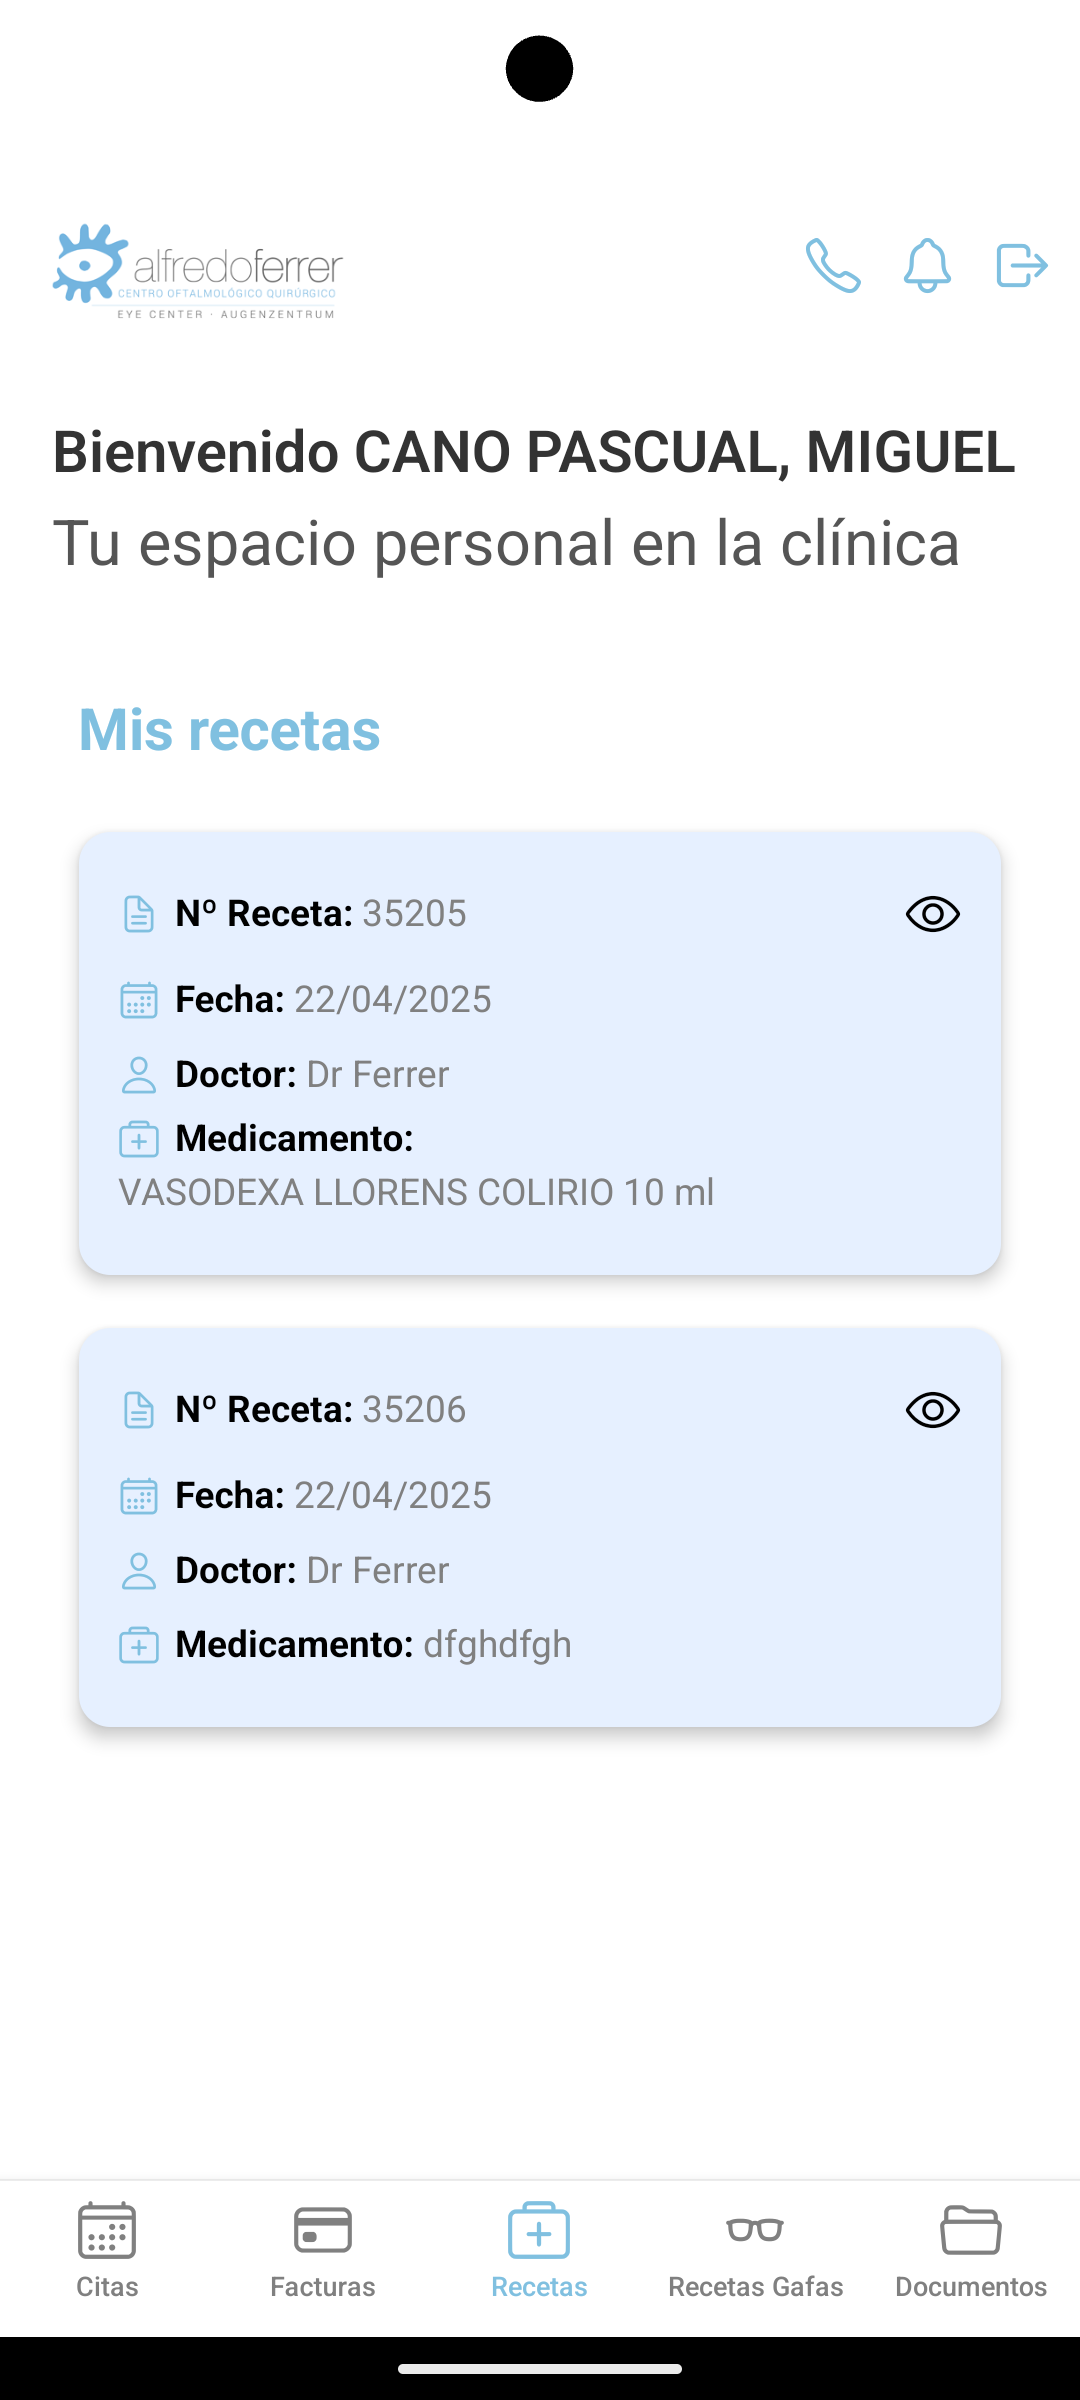 alfredoferrer
CENTRO OFTALMOLÓGICO QUIRÚRGICO
EYE CENTER · AUGENZENTRUM
Bienvenido CANO PASCUAL, MIGUEL
Tu espacio personal en la clínica
Mis recetas
Nº Receta: 35205
Fecha: 22/04/2025
Doctor: Dr Ferrer
Medicamento:
VASODEXA LLORENS COLIRIO 10 ml
Nº Receta: 35206
Fecha: 22/04/2025
Doctor: Dr Ferrer
Medicamento: dfghdfgh
Citas
Facturas
Recetas
Recetas Gafas
Documentos